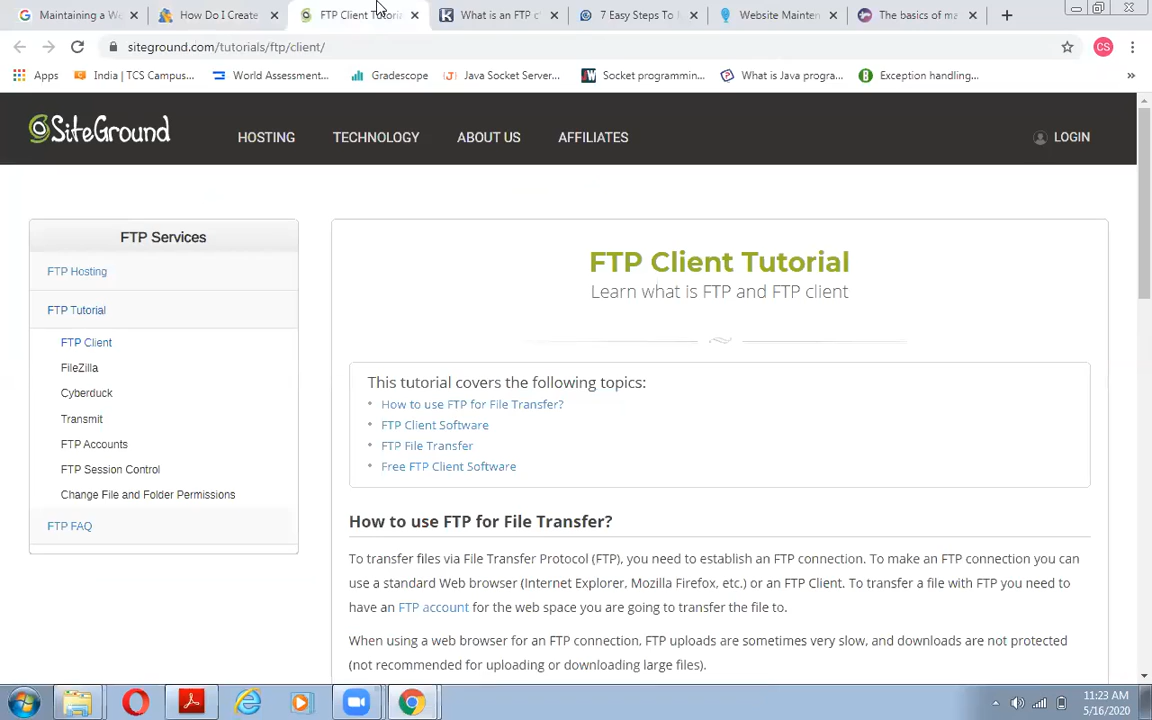 Maintaining a We
How Do I Create
FTP Client Tutoria
What is an FTP c
7 Easy Steps To
Website Mainten
The basics of ma
siteground.com/tutorials/ftp/client/
CS
Apps
India | TCS Campus...
World Assessment...
Gradescope
Java Socket Server...
Socket programmin...
What is Java progra...
Exception handling...
»
SiteGround
HOSTING
TECHNOLOGY
ABOUT US
AFFILIATES
LOGIN
FTP Services
FTP Hosting
FTP Tutorial
FTP Client
FileZilla
Cyberduck
Transmit
FTP Accounts
FTP Session Control
Change File and Folder Permissions
FTP FAQ
FTP Client Tutorial
Learn what is FTP and FTP client
This tutorial covers the following topics:
How to use FTP for File Transfer?
FTP Client Software
FTP File Transfer
Free FTP Client Software
How to use FTP for File Transfer?
To transfer files via File Transfer Protocol (FTP), you need to establish an FTP connection. To make an FTP connection you can
use a standard Web browser (Internet Explorer, Mozilla Firefox, etc.) or an FTP Client. To transfer a file with FTP you need to
have an FTP account for the web space you are going to transfer the file to.
When using a web browser for an FTP connection, FTP uploads are sometimes very slow, and downloads are not protected
(not recommended for uploading or downloading large files).
11:23 AM
5/16/2020